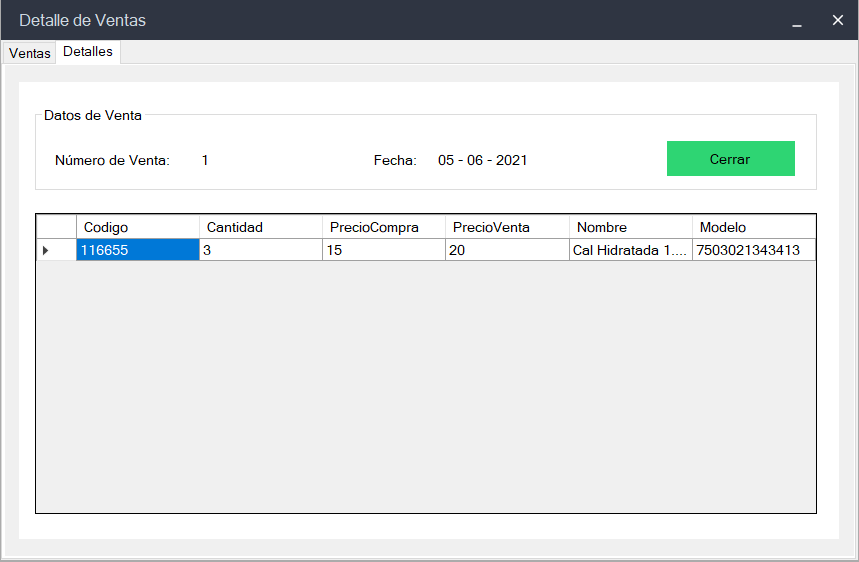 Detalle de Ventas
Ventas Detalles
Datos de Venta
Número de Venta: 1 Fecha: 05 - 06 - 2021 Cerrar
Codigo Cantidad PrecioCompra PrecioVenta Nombre Modelo
116655 3 15 20 Cal Hidratada 1.... 7503021343413